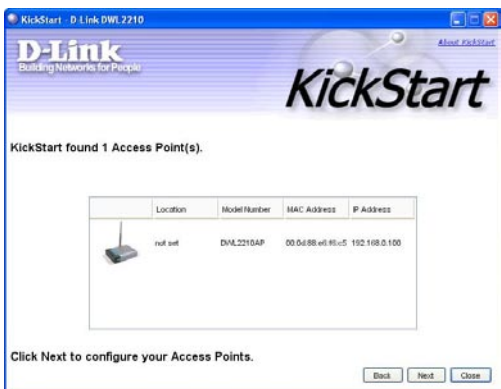 KickStart - D-Link DWL2210
D-Link
Building Networks for People
About KickStart
KickStart
KickStart found 1 Access Point(s).
Location Model Number MAC Address IP Address
not set DWL2210AP 192.168.0.100
Click Next to configure your Access Points.
Back Next Close